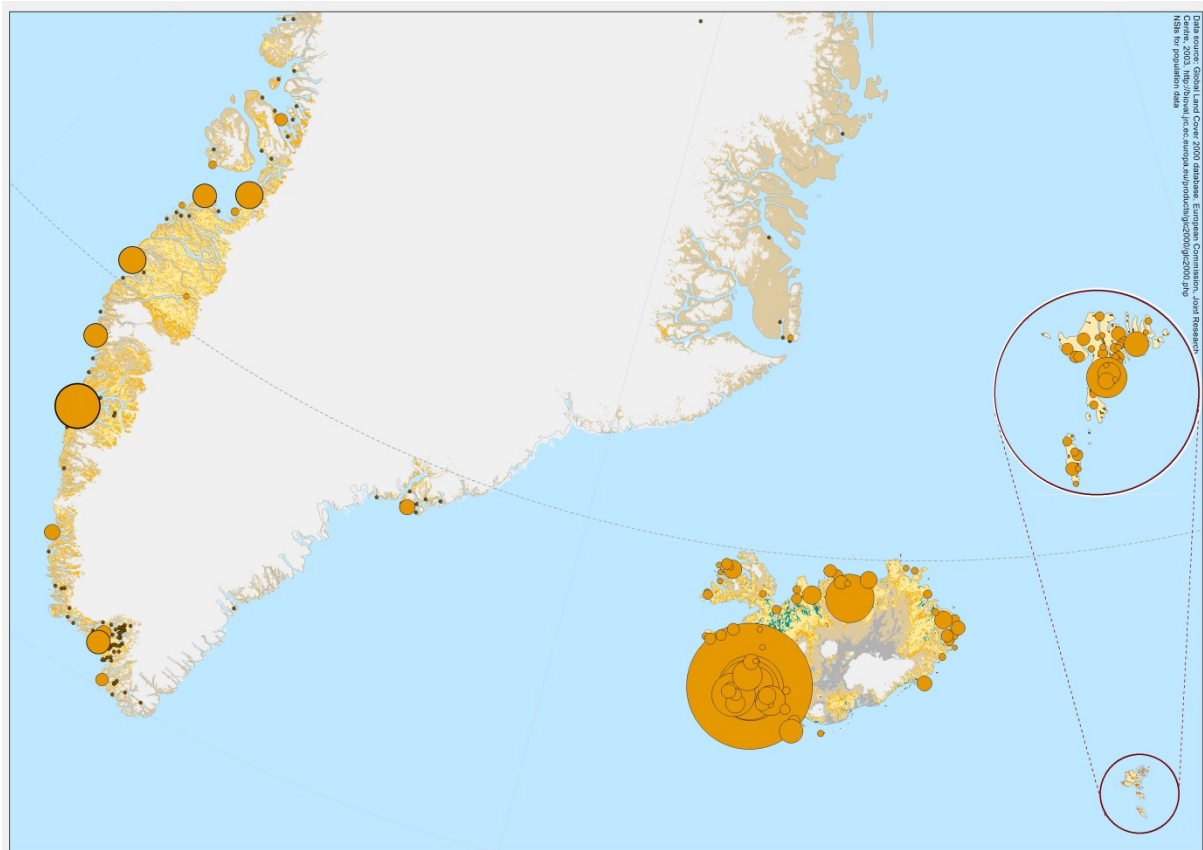 Data source: Global Land Cover 2000 database. European Commission, Joint Research
Centre, 2003. http://bioval.jrc.ec.europa.eu/products/glc2000/glc2000.php
NSIs for population data